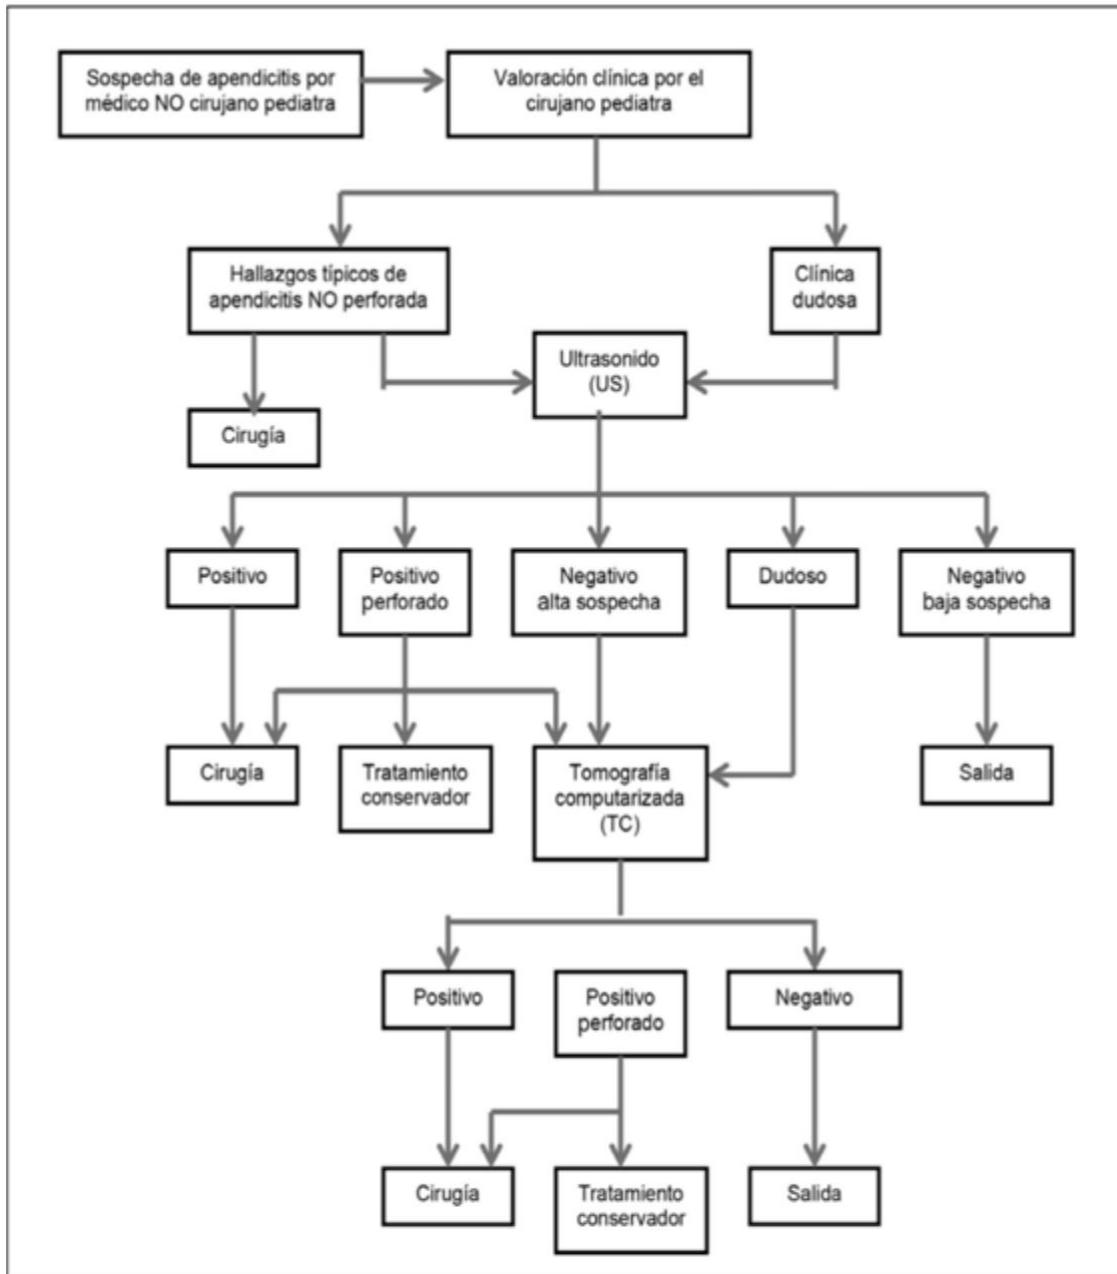 Sospecha de apendicitis por
médico NO cirujano pediatra
Valoración clínica por el
cirujano pediatra
Hallazgos típicos de
apendicitis NO perforada
Clínica
dudosa
Ultrasonido
(US)
Cirugía
Positivo
Positivo
perforado
Negativo
alta sospecha
Dudoso
Negativo
baja sospecha
Cirugía
Tratamiento
conservador
Tomografía
computarizada
(TC)
Salida
Positivo
Positivo
perforado
Negativo
Cirugía
Tratamiento
conservador
Salida